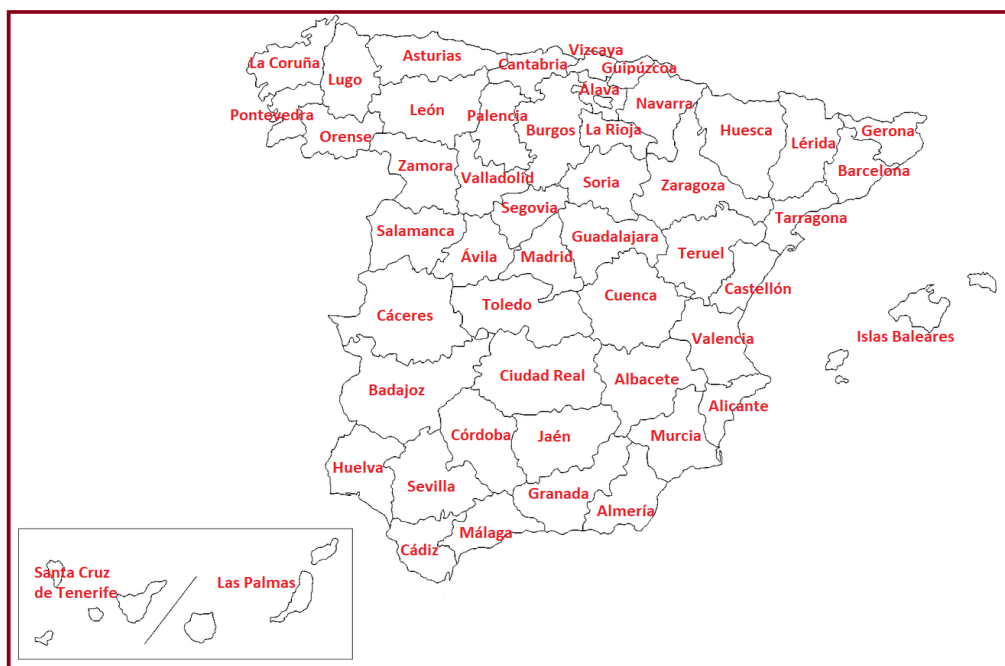 Vizcaya
Asturias
La Coruña
Cantabria
Guipúzcoa
Lugo
Álava
León
Navarra
Pontevedra
Palencia
Orense
Burgos
La Rioja
Huesca
Lérida
Gerona
Zamora
Valladolid
Soria
Zaragoza
Barcelona
Segovia
Tarragona
Salamanca
Guadalajara
Ávila
Madrid
Teruel
Castellón
Cuenca
Toledo
Cáceres
Islas Baleares
Valencia
Ciudad Real
Albacete
Badajoz
Alicante
Córdoba
Jaén
Murcia
Huelva
Sevilla
Granada
Almería
Málaga
Cádiz
Santa Cruz
de Tenerife
Las Palmas